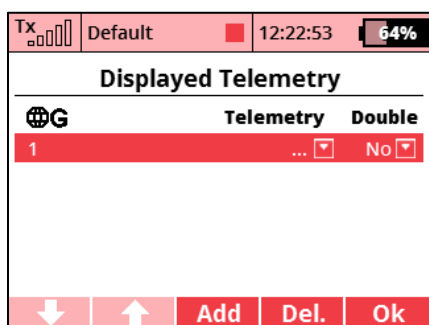 Tx Default 12:22:53 64%
Displayed Telemetry
G Telemetry Double
1 ... No
Add Del. Ok